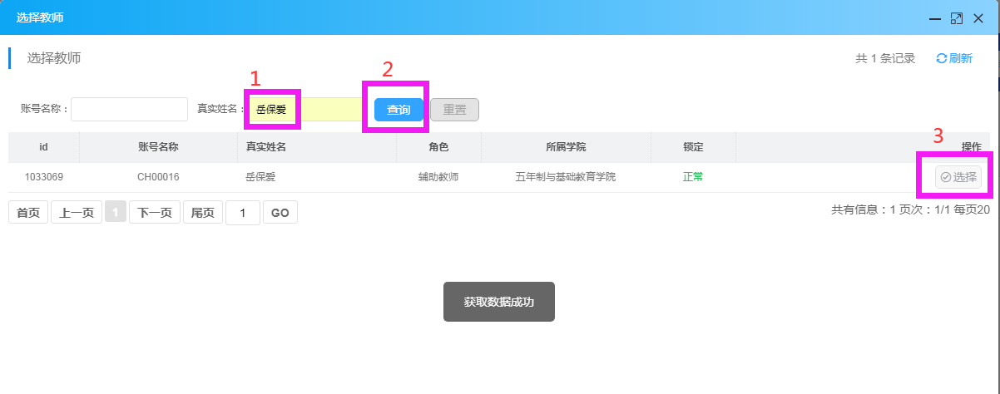 选择教师
选择教师
共 1 条记录 刷新
1 2
账号名称： 真实姓名： 岳保爱 查询 重置
3
id 账号名称 真实姓名 角色 所属学院 锁定 操作
1033069 CH00016 岳保爱 辅助教师 五年制与基础教育学院 正常 选择
首页 上一页 1 下一页 尾页 1 GO 共有信息：1 页次：1/1 每页20
获取数据成功